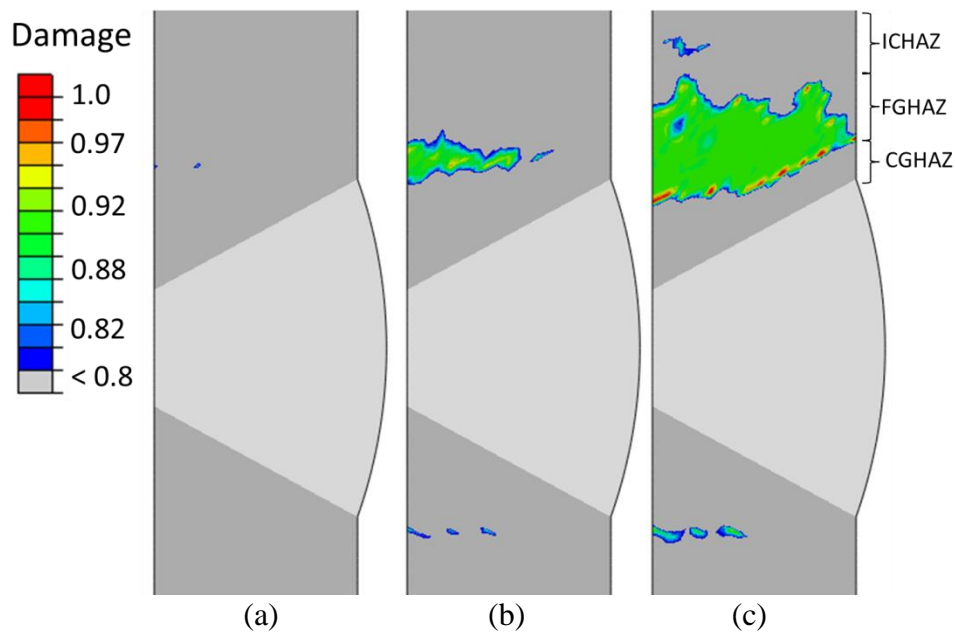 Damage
1.0
0.97
0.92
0.88
0.82
< 0.8
ICHAZ
FGHAZ
CGHAZ
(a)
(b)
(c)